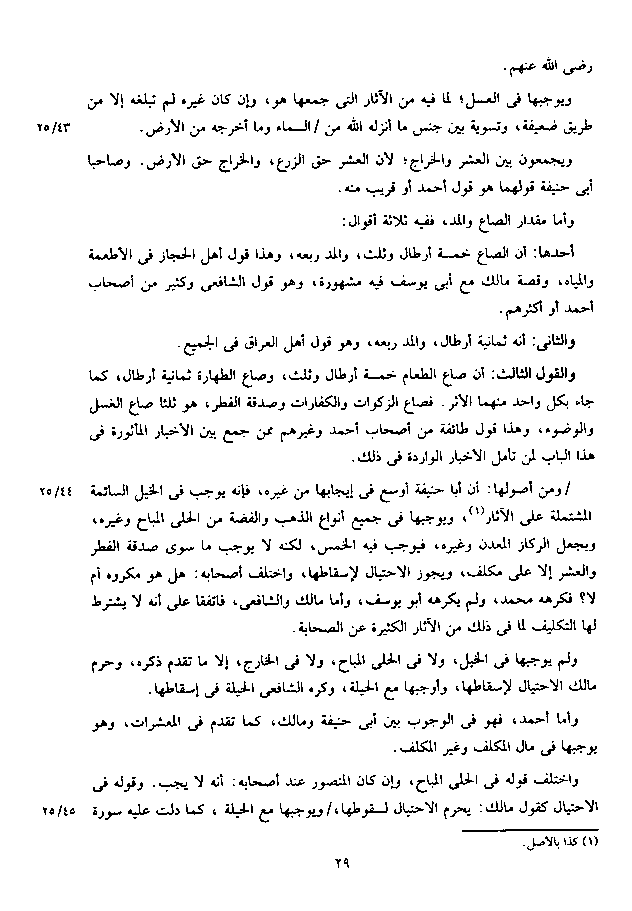 رضى الله عنهم.
ويوجبها فى العسل؛ لما فيه من الآثار التى جمعها هو، وإن كان غيره لم تبلغه إلا من
طريق ضعيفة، وتسوية بين جنس ما أنزله الله من / السماء وما أخرجه من الأرض. ٢٥/٤٣
ويجمعون بين العشر والخراج؛ لأن العشر حق الزرع، والخراج حق الأرض. وصاحبا
أبى حنيفة قولهما هو قول أحمد أو قريب منه.
وأما مقدار الصاع والمد، ففيه ثلاثة أقوال:
أحدها: أن الصاع خمسة أرطال وثلث، والمد ربعه، وهذا قول أهل الحجاز فى الأطعمة
والمياه، وقصة مالك مع أبى يوسف فيه مشهورة، وهو قول الشافعى وكثير من أصحاب
أحمد أو أكثرهم.
والثانى: أنه ثمانية أرطال، والمد ربعه، وهو قول أهل العراق فى الجميع.
والقول الثالث: أن صاع الطعام خمسة أرطال وثلث، وصاع الطهارة ثمانية أرطال، كما
جاء بكل واحد منهما الأثر. فصاع الزكوات والكفارات وصدقة الفطر، هو ثلثا صاع الغسل
والوضوء، وهذا قول طائفة من أصحاب أحمد وغيرهم ممن جمع بين الأخبار المأثورة فى
هذا الباب لمن تأمل الأخبار الواردة فى ذلك.
/ ومن أصولها: أن أبا حنيفة أوسع فى إيجابها من غيره، فإنه يوجب فى الخيل السائمة ٢٥/٤٤
المشتملة على الآثار(١)، ويوجبها فى جميع أنواع الذهب والفضة من الحلى المباح وغيره،
ويجعل الركاز المعدن وغيره، فيوجب فيه الخمس، لكنه لا يوجب ما سوى صدقة الفطر
والعشر إلا على مكلف، ويجوز الاحتيال لإسقاطها، واختلف أصحابه: هل هو مكروه أم
لا؟ فكرهه محمد، ولم يكرهه أبو يوسف، وأما مالك والشافعى، فاتفقا على أنه لا يشترط
لها التكليف لما فى ذلك من الآثار الكثيرة عن الصحابة.
ولم يوجبها فى الخيل، ولا فى الحلى المباح، ولا فى الخارج، إلا ما تقدم ذكره، وحرم
مالك الاحتيال لإسقاطها، وأوجبها مع الحيلة، وكره الشافعى الحيلة فى إسقاطها.
وأما أحمد، فهو فى الوجوب بين أبى حنيفة ومالك، كما تقدم فى المعشرات، وهو
يوجبها فى مال المكلف وغير المكلف.
واختلف قوله فى الحلى المباح، وإن كان المنصور عند أصحابه: أنه لا يجب. وقوله فى
الاحتيال كقول مالك: يحرم الاحتيال لسقوطها،/ ويوجبها مع الحيلة ، كما دلت عليه سورة ٢٥/٤٥
(١) كذا بالأصل.
٢٩